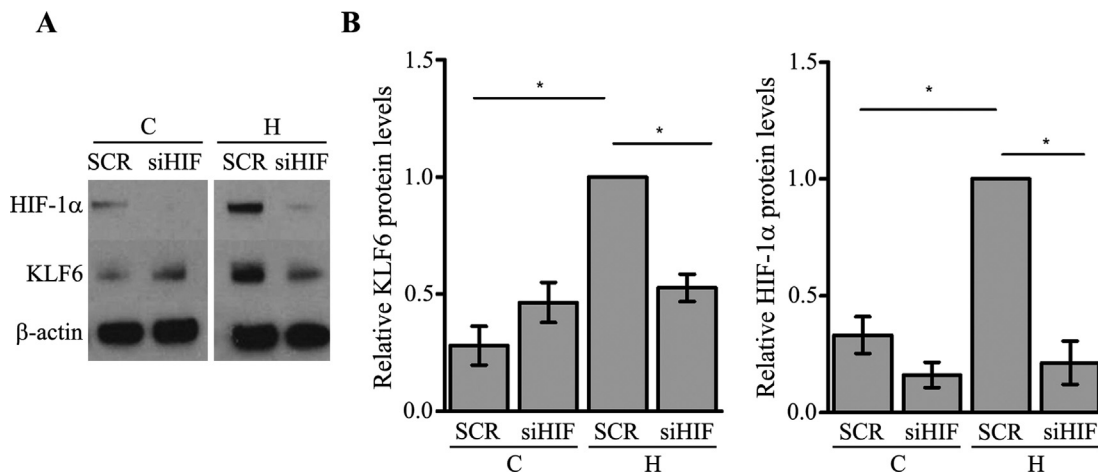 A
C H
SCR siHIF SCR siHIF
HIF-1α
KLF6
β-actin
B
Relative KLF6 protein levels
1.5
1.0
0.5
0.0
*
*
SCR siHIF SCR siHIF
C H
Relative HIF-1α protein levels
1.5
1.0
0.5
0.0
*
*
SCR siHIF SCR siHIF
C H